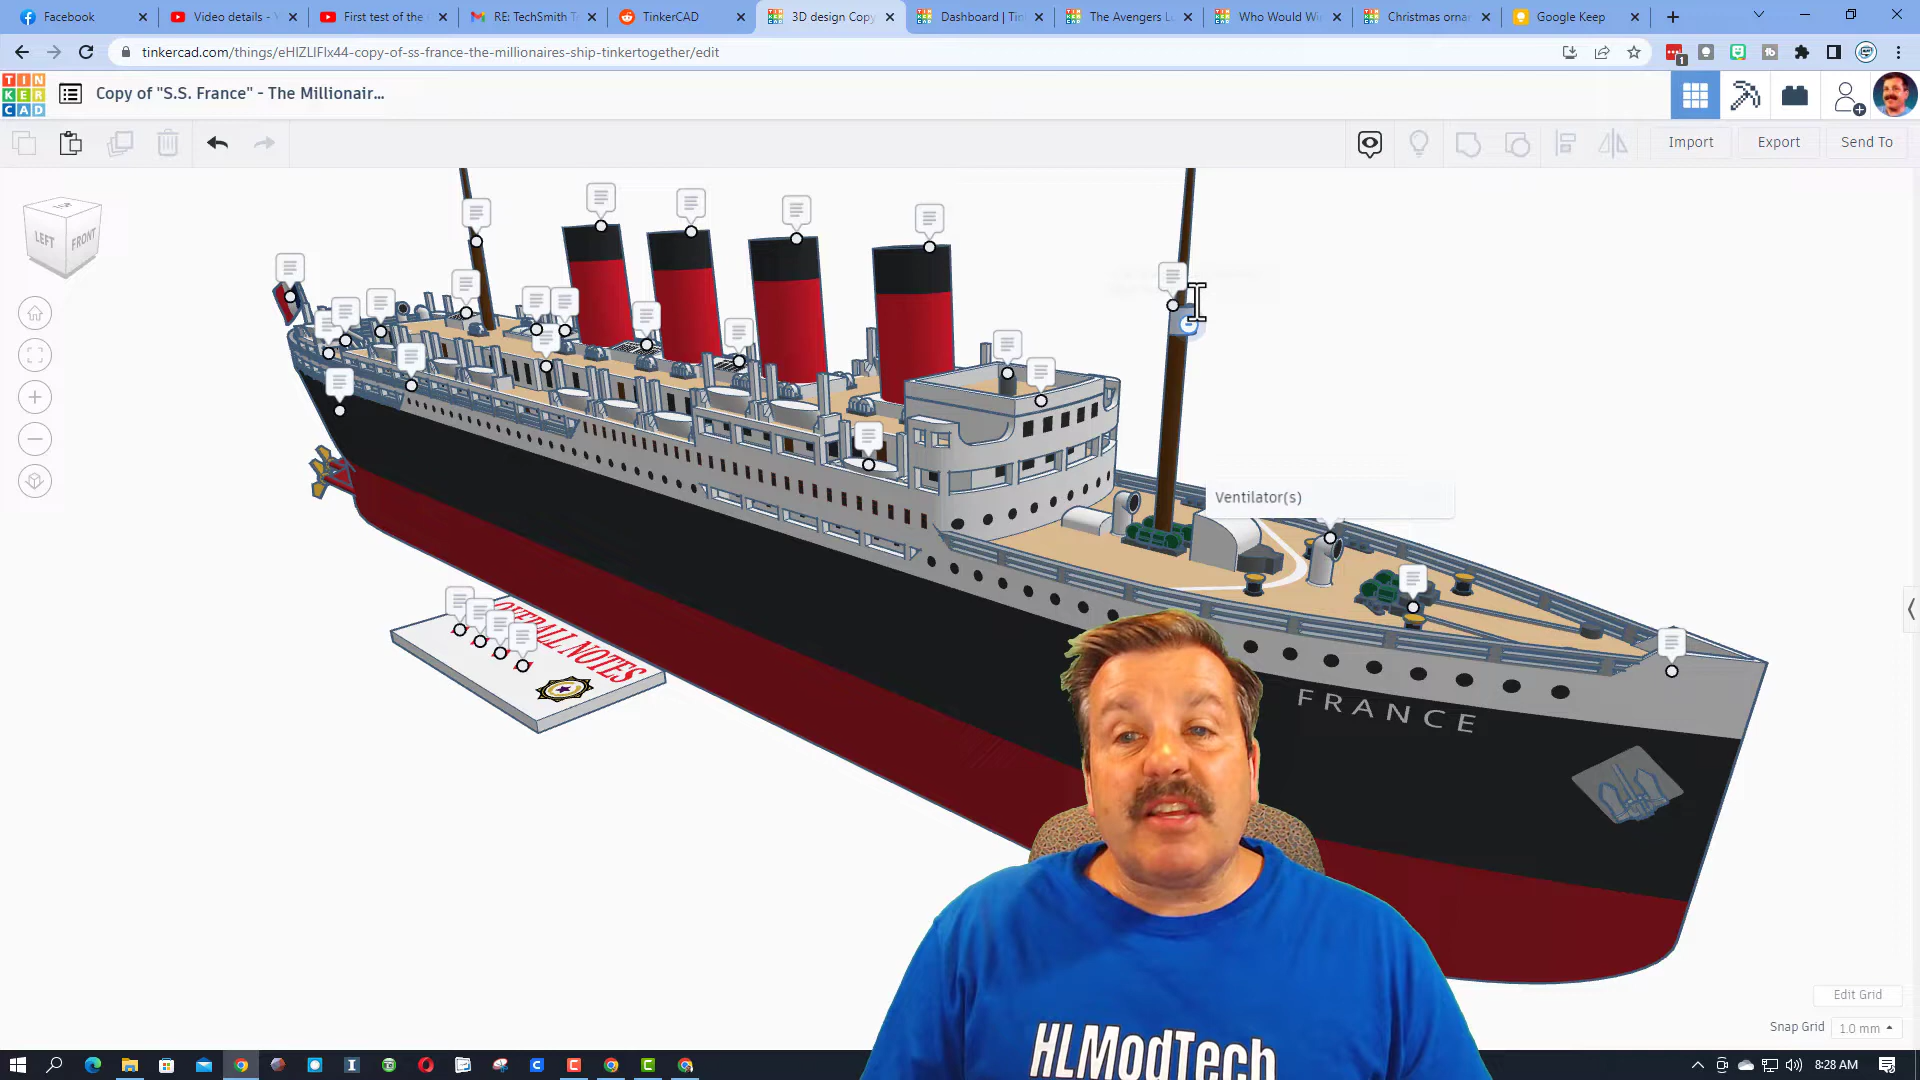 Facebook
Video details - Y
First test of the
RE: TechSmith T
TinkerCAD
3D design Copy
Dashboard | Tin
The Avengers L
Who Would Wi
Christmas orna
Google Keep
tinkercad.com/things/eHIZLIFIx44-copy-of-ss-france-the-millionaires-ship-tinkertogether/edit
1
TIN
KER
CAD
Copy of "S.S. France" - The Millionair...
Import
Export
Send To
LEFT
FRONT
Ventilator(s)
OVERALL NOTES
FRANCE
HLModTech
Edit Grid
Snap Grid
1.0 mm
8:28 AM